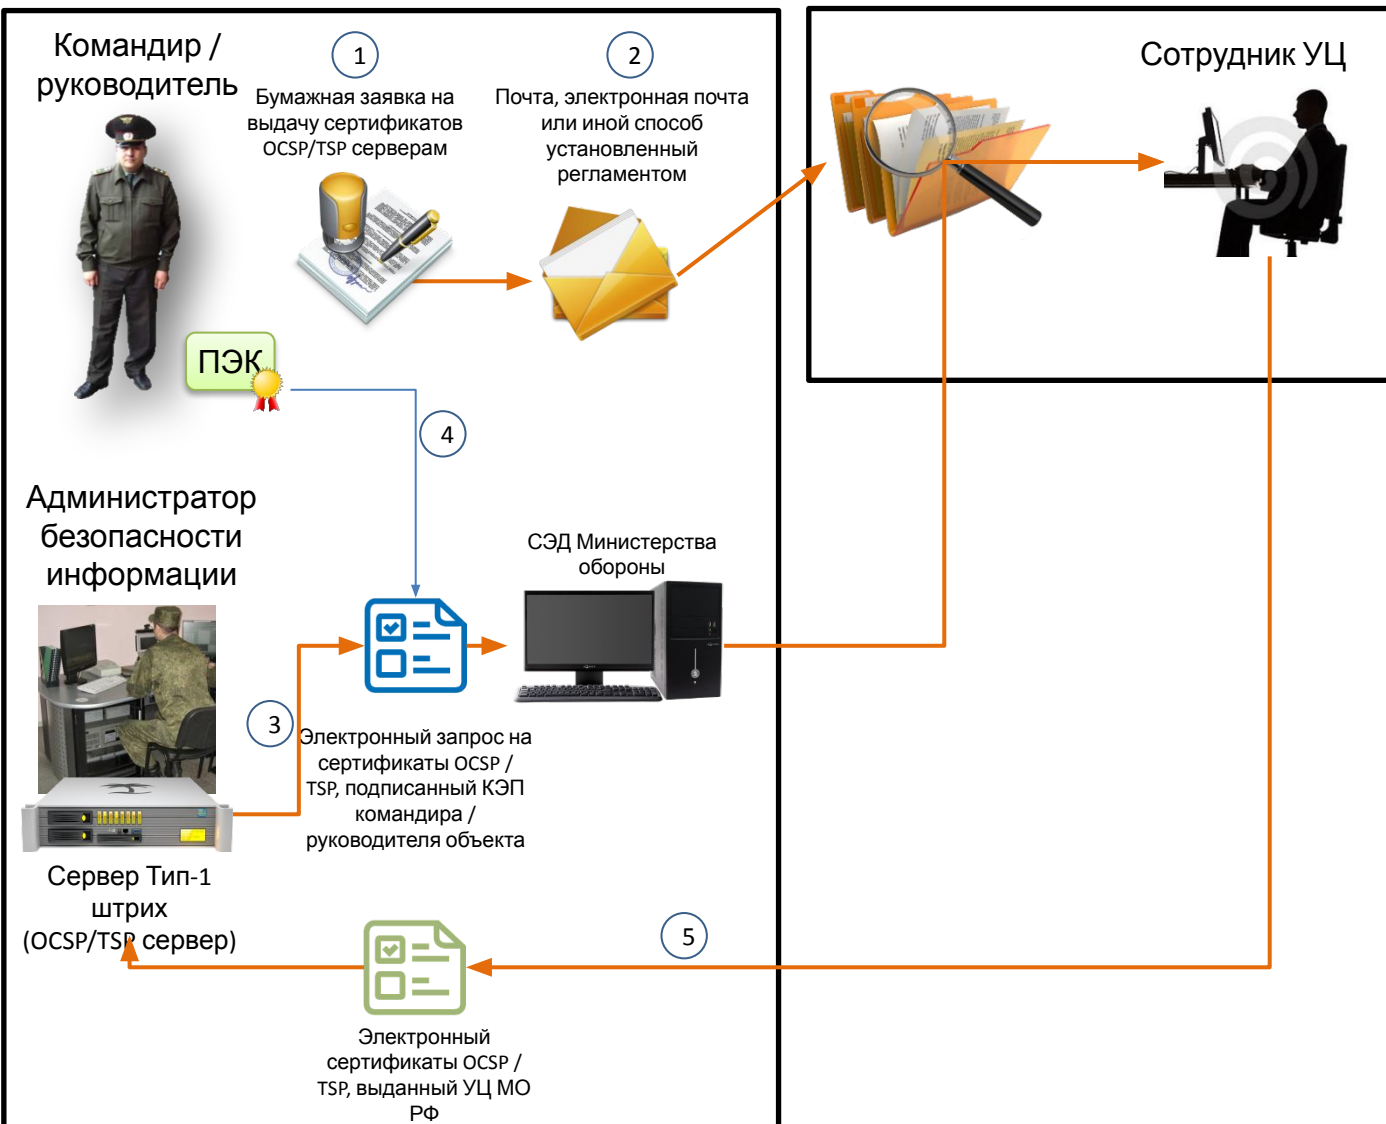 Командир /
руководитель
1
Бумажная заявка на
выдачу сертификатов
OCSP/TSP серверам
2
Почта, электронная почта
или иной способ
установленный
регламентом
Сотрудник УЦ
ПЭК
4
Администратор
безопасности
информации
СЭД Министерства
обороны
3
Электронный запрос на
сертификаты OCSP /
TSP, подписанный КЭП
командира /
руководителя объекта
Сервер Тип-1
штрих
(OCSP/TSP сервер)
5
Электронный
сертификаты OCSP /
TSP, выданный УЦ МО
РФ